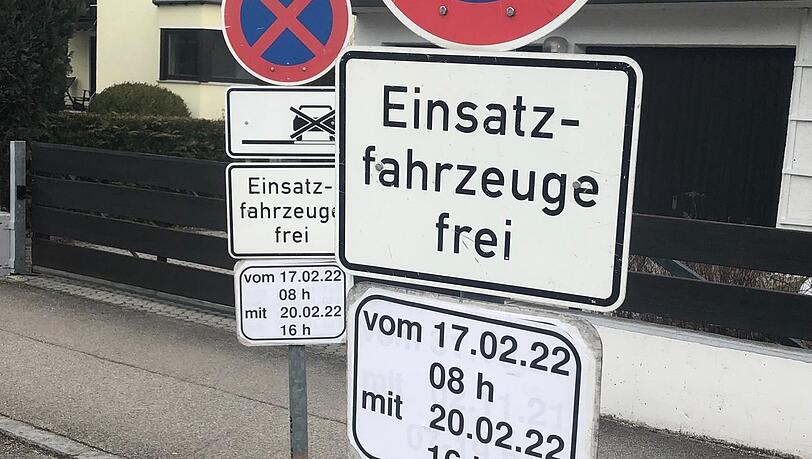 Einsatz-
fahrzeuge
frei
vom 17.02.22
08 h
mit 20.02.22
16 h
Einsatz-
fahrzeuge
frei
vom 17.02.22
08 h
mit 20.02.22